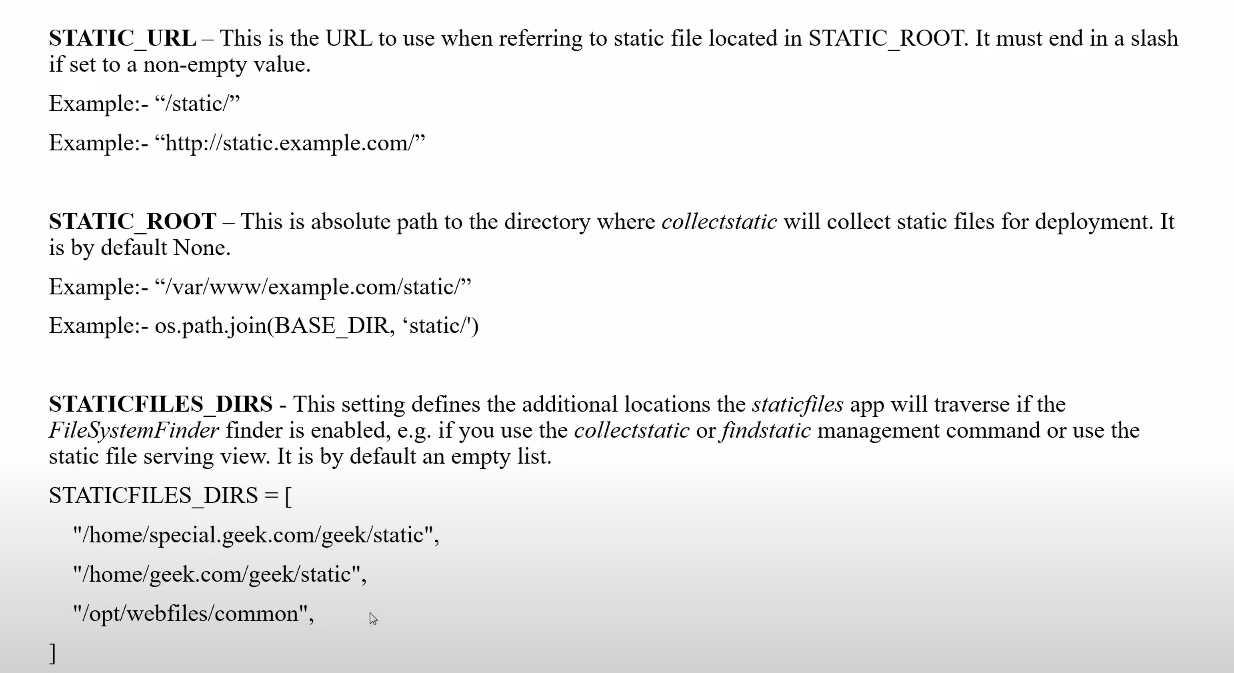 STATIC_URL – This is the URL to use when referring to static file located in STATIC_ROOT. It must end in a slash
if set to a non-empty value.
Example:- “/static/”
Example:- “http://static.example.com/”
STATIC_ROOT – This is absolute path to the directory where collectstatic will collect static files for deployment. It
is by default None.
Example:- “/var/www/example.com/static/”
Example:- os.path.join(BASE_DIR, ‘static/')
STATICFILES_DIRS - This setting defines the additional locations the staticfiles app will traverse if the
FileSystemFinder finder is enabled, e.g. if you use the collectstatic or findstatic management command or use the
static file serving view. It is by default an empty list.
STATICFILES_DIRS = [
"/home/special.geek.com/geek/static",
"/home/geek.com/geek/static",
"/opt/webfiles/common",
]